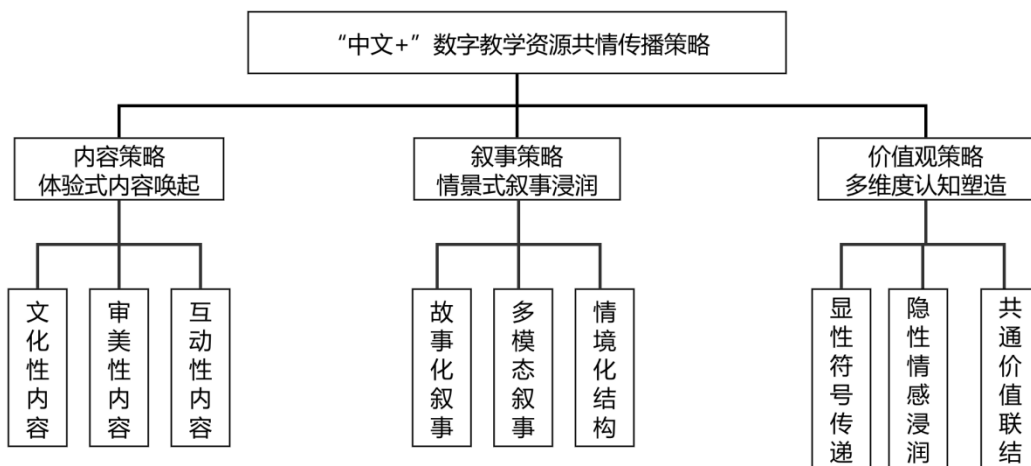 “中文+”数字教学资源共情传播策略
内容策略
体验式内容唤起
叙事策略
情景式叙事浸润
价值观策略
多维度认知塑造
文化性内容
审美性内容
互动性内容
故事化叙事
多模态叙事
情境化结构
显性符号传递
隐性情感浸润
共通价值联结